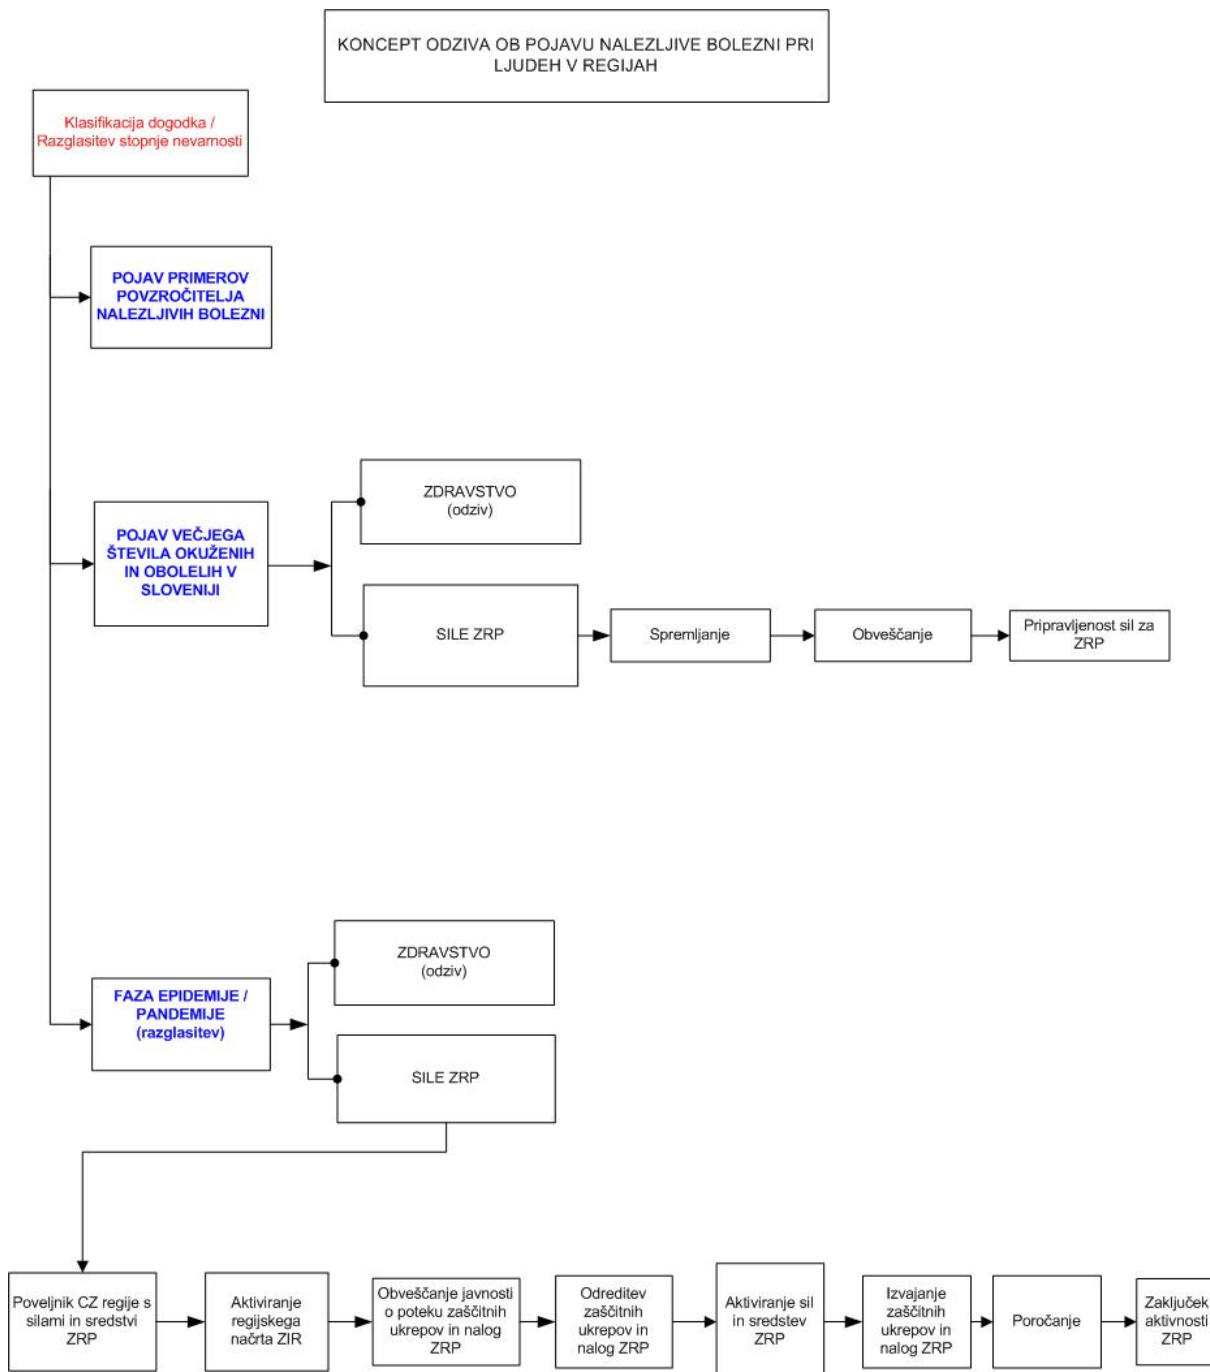 KONCEPT ODZIVA OB POJAVU NALEZLJIVE BOLEZNI PRI
LJUDEH V REGIJAH
Klasifikacija dogodka /
Razglasitev stopnje nevarnosti
POJAV PRIMEROV
POVZROČITELJA
NALEZLJIVIH BOLEZNI
POJAV VEČJEGA
ŠTEVILA OKUŽENIH
IN OBOLELIH V
SLOVENIJI
ZDRAVSTVO
(odziv)
SILE ZRP
Spremljanje
Obveščanje
Pripravljenost sil za
ZRP
FAZA EPIDEMIJE /
PANDEMIJE
(razglasitev)
ZDRAVSTVO
(odziv)
SILE ZRP
Poveljnik CZ regije s
silami in sredstvi
ZRP
Aktiviranje
regijskega
načrta ZIR
Obveščanje javnosti
o poteku zaščitnih
ukrepov in nalog
ZRP
Odreditev
zaščitnih
ukrepov in
nalog ZRP
Aktiviranje sil
in sredstev
ZRP
Izvajanje
zaščitnih
ukrepov in
nalog ZRP
Poročanje
Zaključek
aktivnosti
ZRP